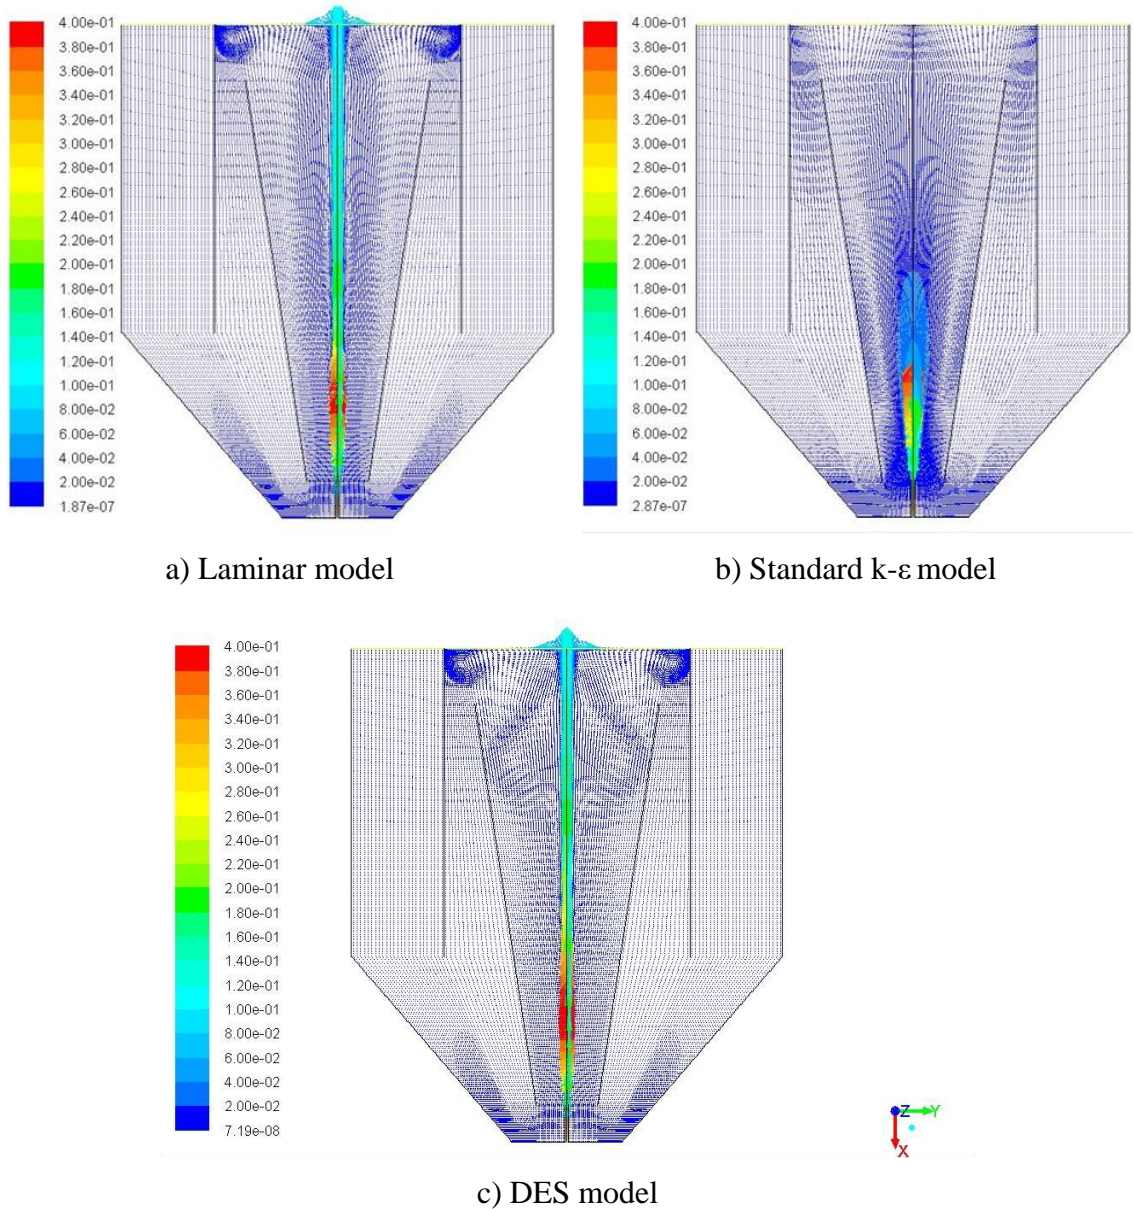 4.00e-01
3.80e-01
3.60e-01
3.40e-01
3.20e-01
3.00e-01
2.80e-01
2.60e-01
2.40e-01
2.20e-01
2.00e-01
1.80e-01
1.60e-01
1.40e-01
1.20e-01
1.00e-01
8.00e-02
6.00e-02
4.00e-02
2.00e-02
1.87e-07
a) Laminar model
4.00e-01
3.80e-01
3.60e-01
3.40e-01
3.20e-01
3.00e-01
2.80e-01
2.60e-01
2.40e-01
2.20e-01
2.00e-01
1.80e-01
1.60e-01
1.40e-01
1.20e-01
1.00e-01
8.00e-02
6.00e-02
4.00e-02
2.00e-02
2.87e-07
b) Standard k-ε model
4.00e-01
3.80e-01
3.60e-01
3.40e-01
3.20e-01
3.00e-01
2.80e-01
2.60e-01
2.40e-01
2.20e-01
2.00e-01
1.80e-01
1.60e-01
1.40e-01
1.20e-01
1.00e-01
8.00e-02
6.00e-02
4.00e-02
2.00e-02
7.19e-08
Z Y
X
c) DES model